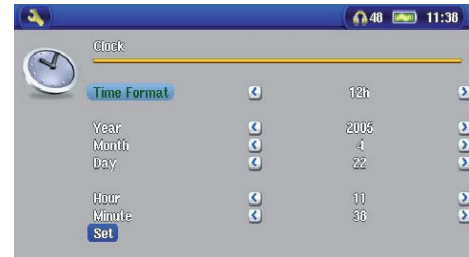 48 11:38
Clock
Time Format 12h
Year 2005
Month 4
Day 22
Hour 11
Minute 38
Set